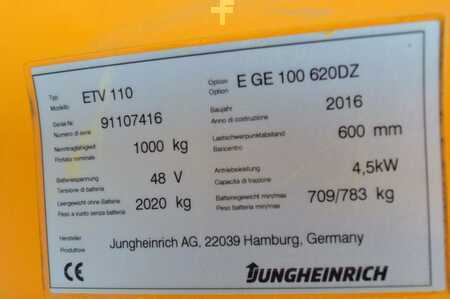 Typ ETV 110 Option E GE 100 620DZ
Modello Option
Serial-Nr. 91107416 Baujahr 2016
Numero di serie Anno di costruzione
Nenntragfähigkeit 1000 kg Lastschwerpunktabstand 600 mm
Portata nominale Baricentro
Batteriespannung 48 V Antriebsleistung 4,5kW
Tensione di batteria Capacita di trazione
Leergewicht ohne Batterie 2020 kg Batteriegewicht min/max 709/783 kg
Peso a vuoto senza batteria Peso batteria min/max
Hersteller Jungheinrich AG, 22039 Hamburg, Germany
Produttore
CE JUNGHEINRICH